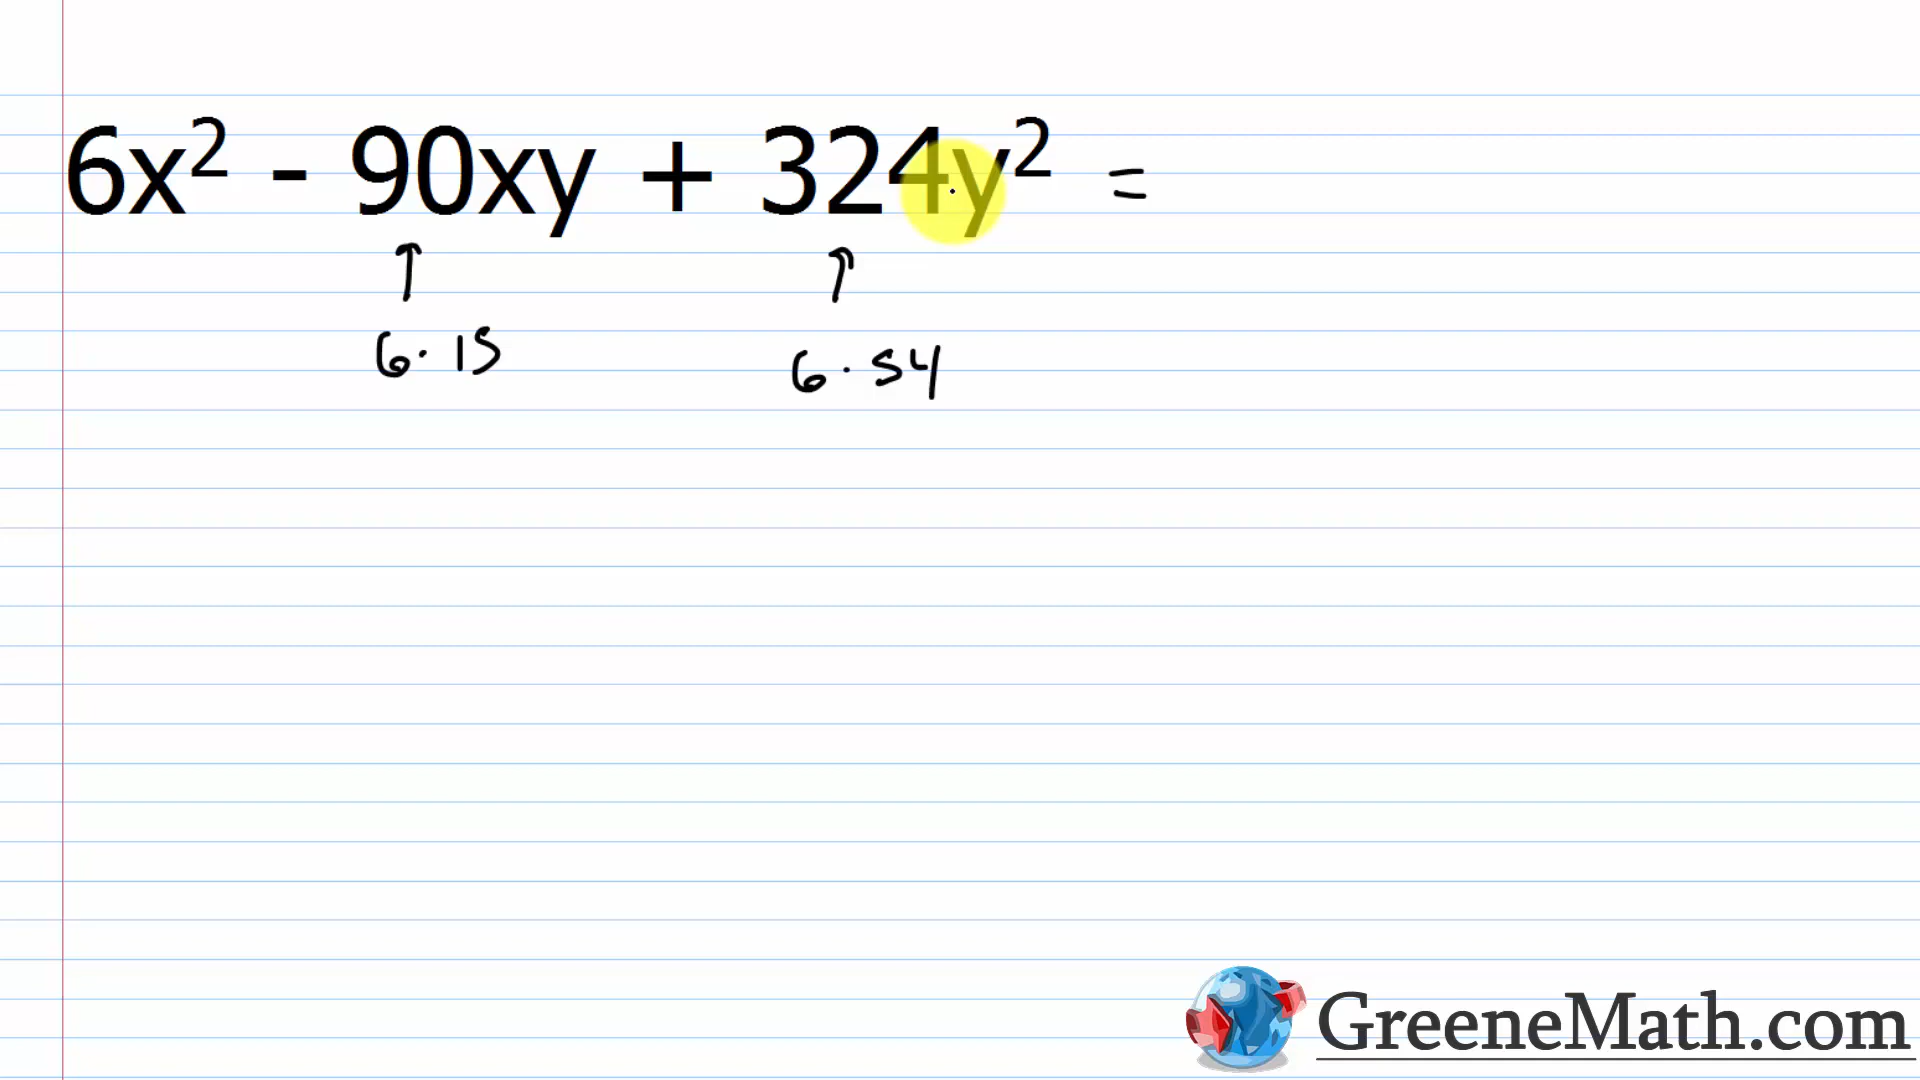 6x² - 90xy + 324y² =
↑ ↑
6·15 6·54
GreeneMath.com